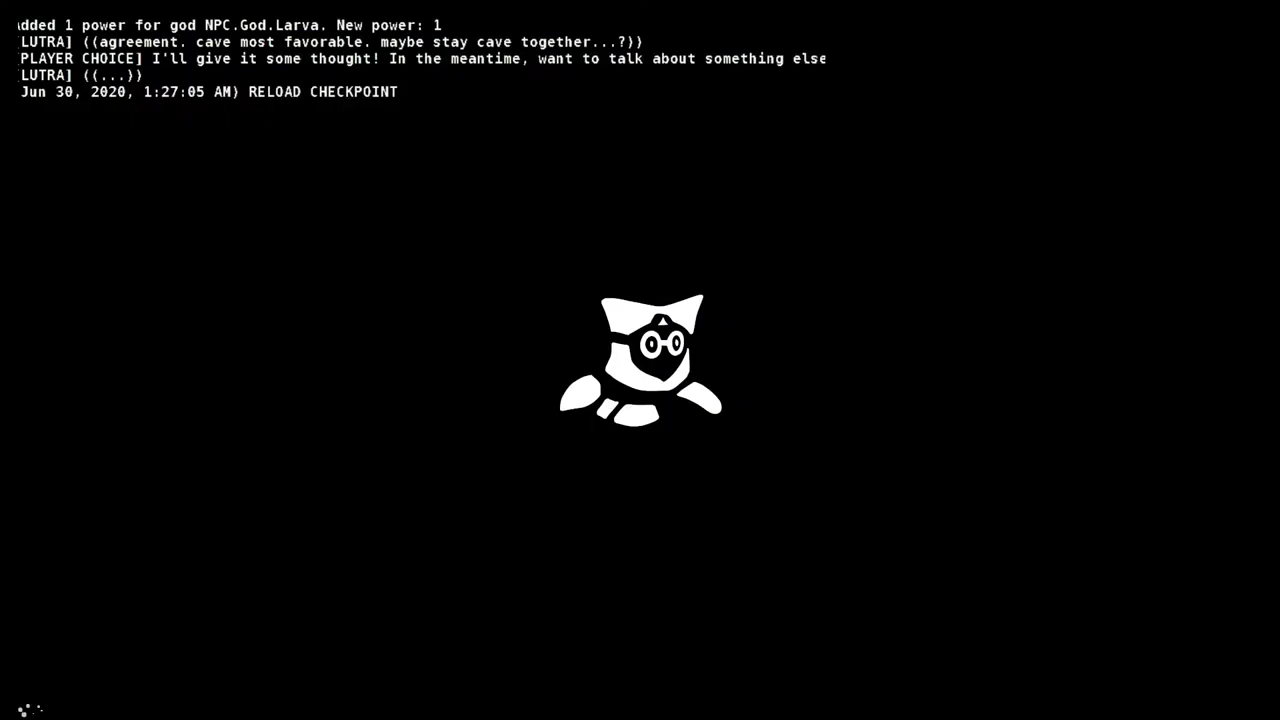 Added 1 power for god NPC.God.Larva. New power: 1
LUTRA] ((agreement. cave most favorable. maybe stay cave together...?))
PLAYER CHOICE] I'll give it some thought! In the meantime, want to talk about something else
LUTRA] ((...))
Jun 30, 2020, 1:27:05 AM) RELOAD CHECKPOINT